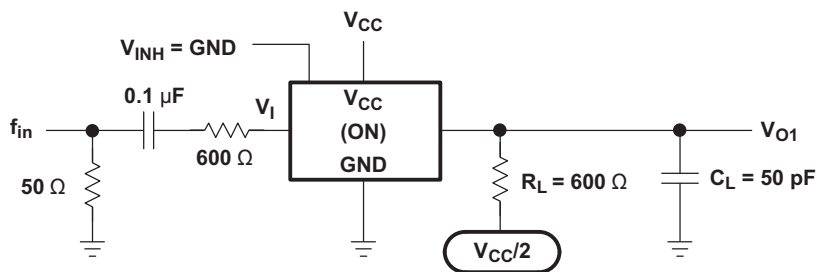 V_CC
V_INH = GND
0.1 µF
V_I
V_CC
f_in
(ON)
V_O1
600 Ω
GND
50 Ω
R_L = 600 Ω
C_L = 50 pF
V_CC/2